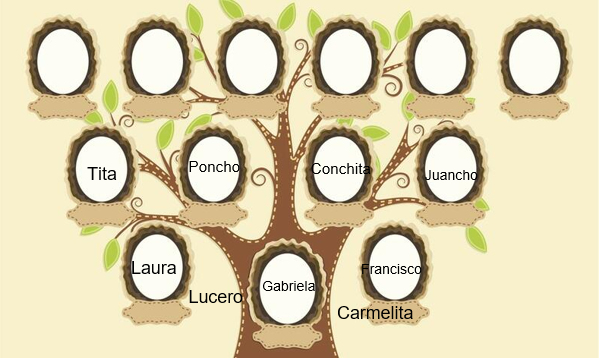 Tita
Poncho
Conchita
Juancho
Laura
Gabriela
Francisco
Lucero
Carmelita